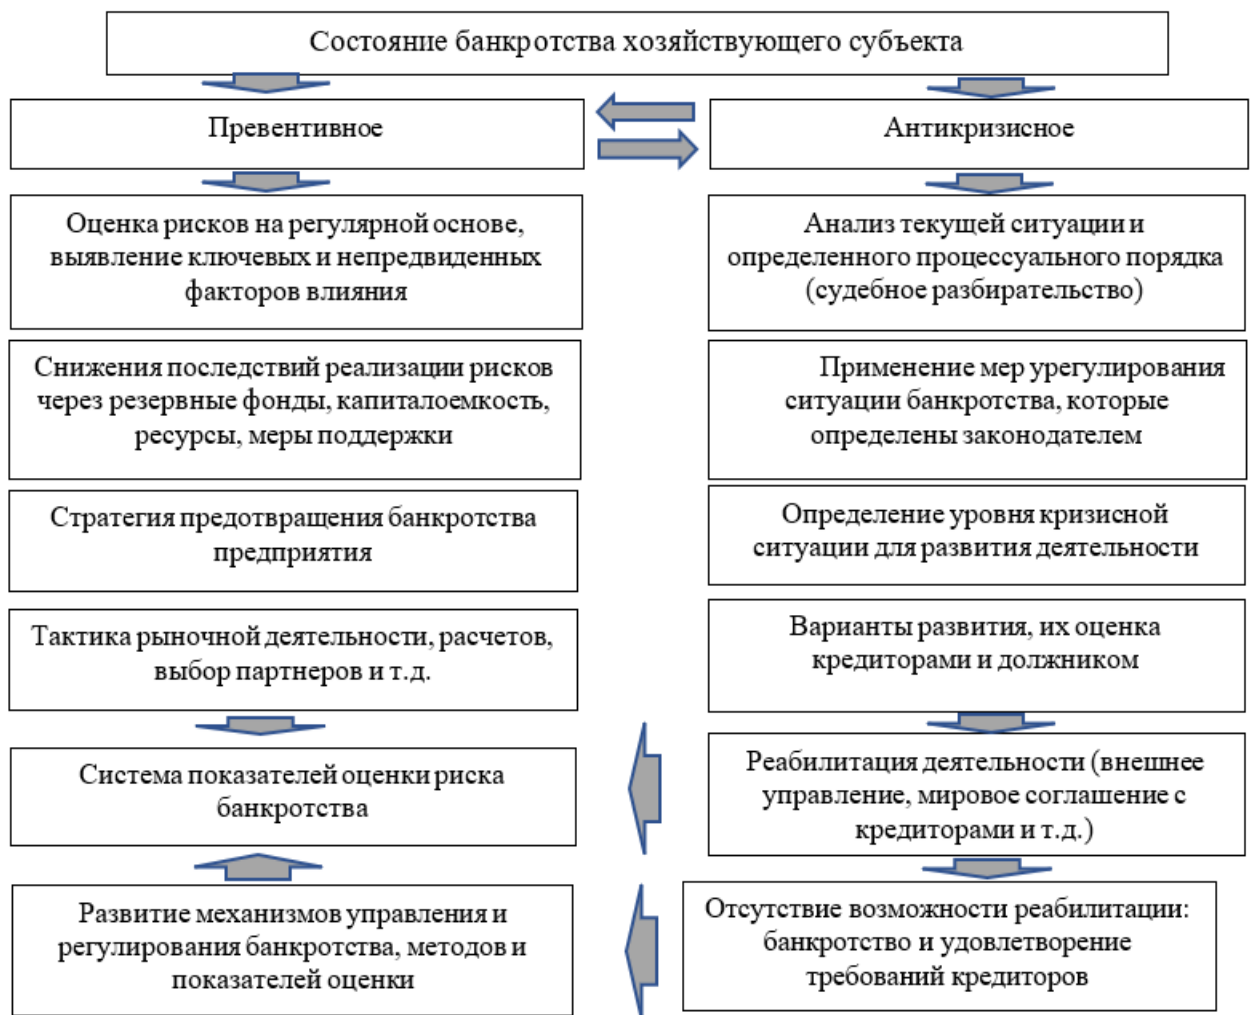 Состояние банкротства хозяйствующего субъекта
Превентивное
Антикризисное
Оценка рисков на регулярной основе,
выявление ключевых и непредвиденных
факторов влияния
Анализ текущей ситуации и
определенного процессуального порядка
(судебное разбирательство)
Снижения последствий реализации рисков
через резервные фонды, капиталоемкость,
ресурсы, меры поддержки
Применение мер урегулирования
ситуации банкротства, которые
определены законодателем
Стратегия предотвращения банкротства
предприятия
Определение уровня кризисной
ситуации для развития деятельности
Тактика рыночной деятельности, расчетов,
выбор партнеров и т.д.
Варианты развития, их оценка
кредиторами и должником
Система показателей оценки риска
банкротства
Реабилитация деятельности (внешнее
управление, мировое соглашение с
кредиторами и т.д.)
Развитие механизмов управления и
регулирования банкротства, методов и
показателей оценки
Отсутствие возможности реабилитации:
банкротство и удовлетворение
требований кредиторов